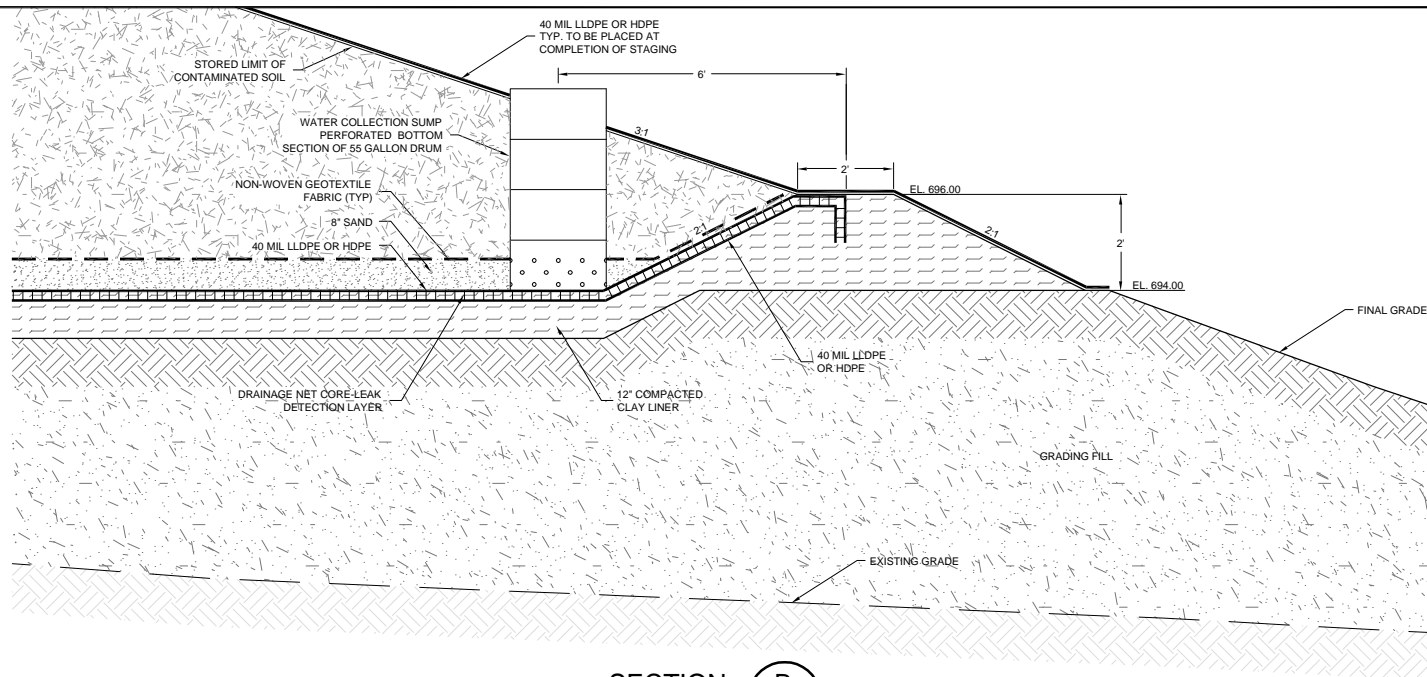 40 MIL LLDPE OR HDPE
TYP. TO BE PLACED AT
COMPLETION OF STAGING
STORED LIMIT OF
CONTAMINATED SOIL
6'
WATER COLLECTION SUMP
PERFORATED BOTTOM
SECTION OF 55 GALLON DRUM
3:1
2'
NON-WOVEN GEOTEXTILE
FABRIC (TYP)
EL. 696.00
8" SAND
2:1
2:1
2'
40 MIL LLDPE OR HDPE
EL. 694.00
FINAL GRADE
40 MIL LLDPE
OR HDPE
DRAINAGE NET CORE-LEAK
DETECTION LAYER
12" COMPACTED
CLAY LINER
GRADING FILL
EXISTING GRADE
SECTION